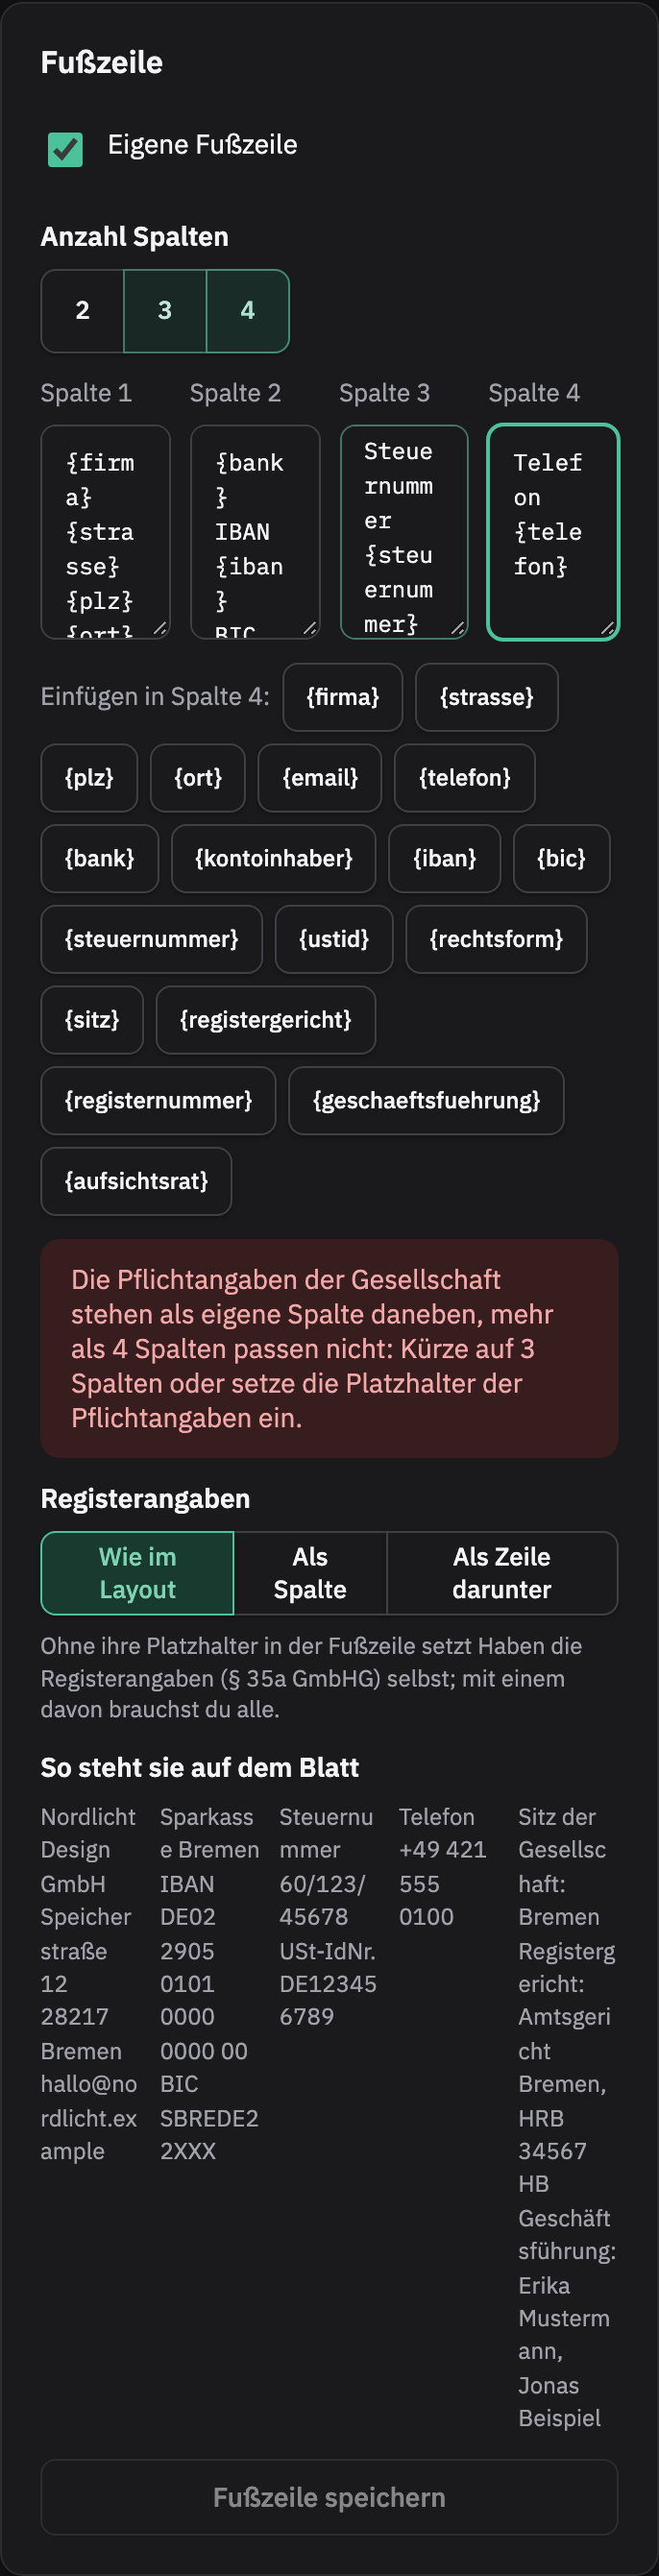 Fußzeile
Eigene Fußzeile
Anzahl Spalten
2 3 4
Spalte 1 Spalte 2 Spalte 3 Spalte 4
{firm
a}
{stra
sse}
{plz}
{ort}
{bank
}
IBAN
{iban
}
BIC
Steue
rnumm
er
{steu
ernum
mer}
Telef
on
{tele
fon}
Einfügen in Spalte 4: {firma} {strasse}
{plz} {ort} {email} {telefon}
{bank} {kontoinhaber} {iban} {bic}
{steuernummer} {ustid} {rechtsform}
{sitz} {registergericht}
{registernummer} {geschaeftsfuehrung}
{aufsichtsrat}
Die Pflichtangaben der Gesellschaft
stehen als eigene Spalte daneben, mehr
als 4 Spalten passen nicht: Kürze auf 3
Spalten oder setze die Platzhalter der
Pflichtangaben ein.
Registerangaben
Wie im
Layout
Als
Spalte
Als Zeile
darunter
Ohne ihre Platzhalter in der Fußzeile setzt Haben die
Registerangaben (§ 35a GmbHG) selbst; mit einem
davon brauchst du alle.
So steht sie auf dem Blatt
Nordlicht
Design
GmbH
Speicher
straße
12
28217
Bremen
hallo@no
rdlicht.ex
ample
Sparkass
e Bremen
IBAN
DE02
2905
0101
0000
0000 00
BIC
SBREDE2
2XXX
Steuernu
mmer
60/123/
45678
USt-IdNr.
DE12345
6789
Telefon
+49 421
555
0100
Sitz der
Gesellsc
haft:
Bremen
Registerg
ericht:
Amtsgeri
cht
Bremen,
HRB
34567
HB
Geschäft
sführung:
Erika
Musterm
ann,
Jonas
Beispiel
Fußzeile speichern